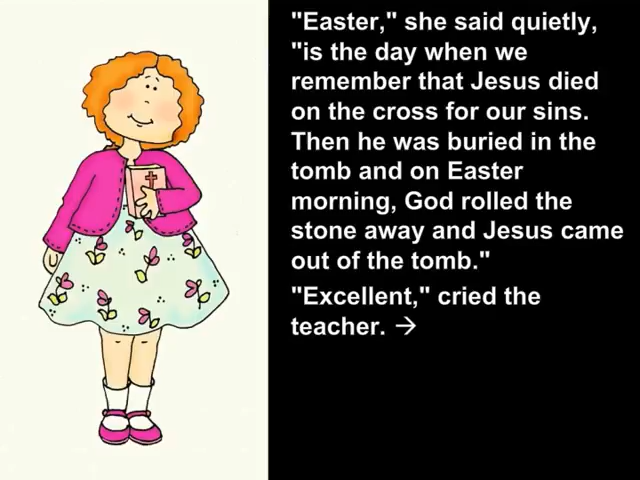 "Easter," she said quietly,
"is the day when we
remember that Jesus died
on the cross for our sins.
Then he was buried in the
tomb and on Easter
morning, God rolled the
stone away and Jesus came
out of the tomb."
"Excellent," cried the
teacher. →